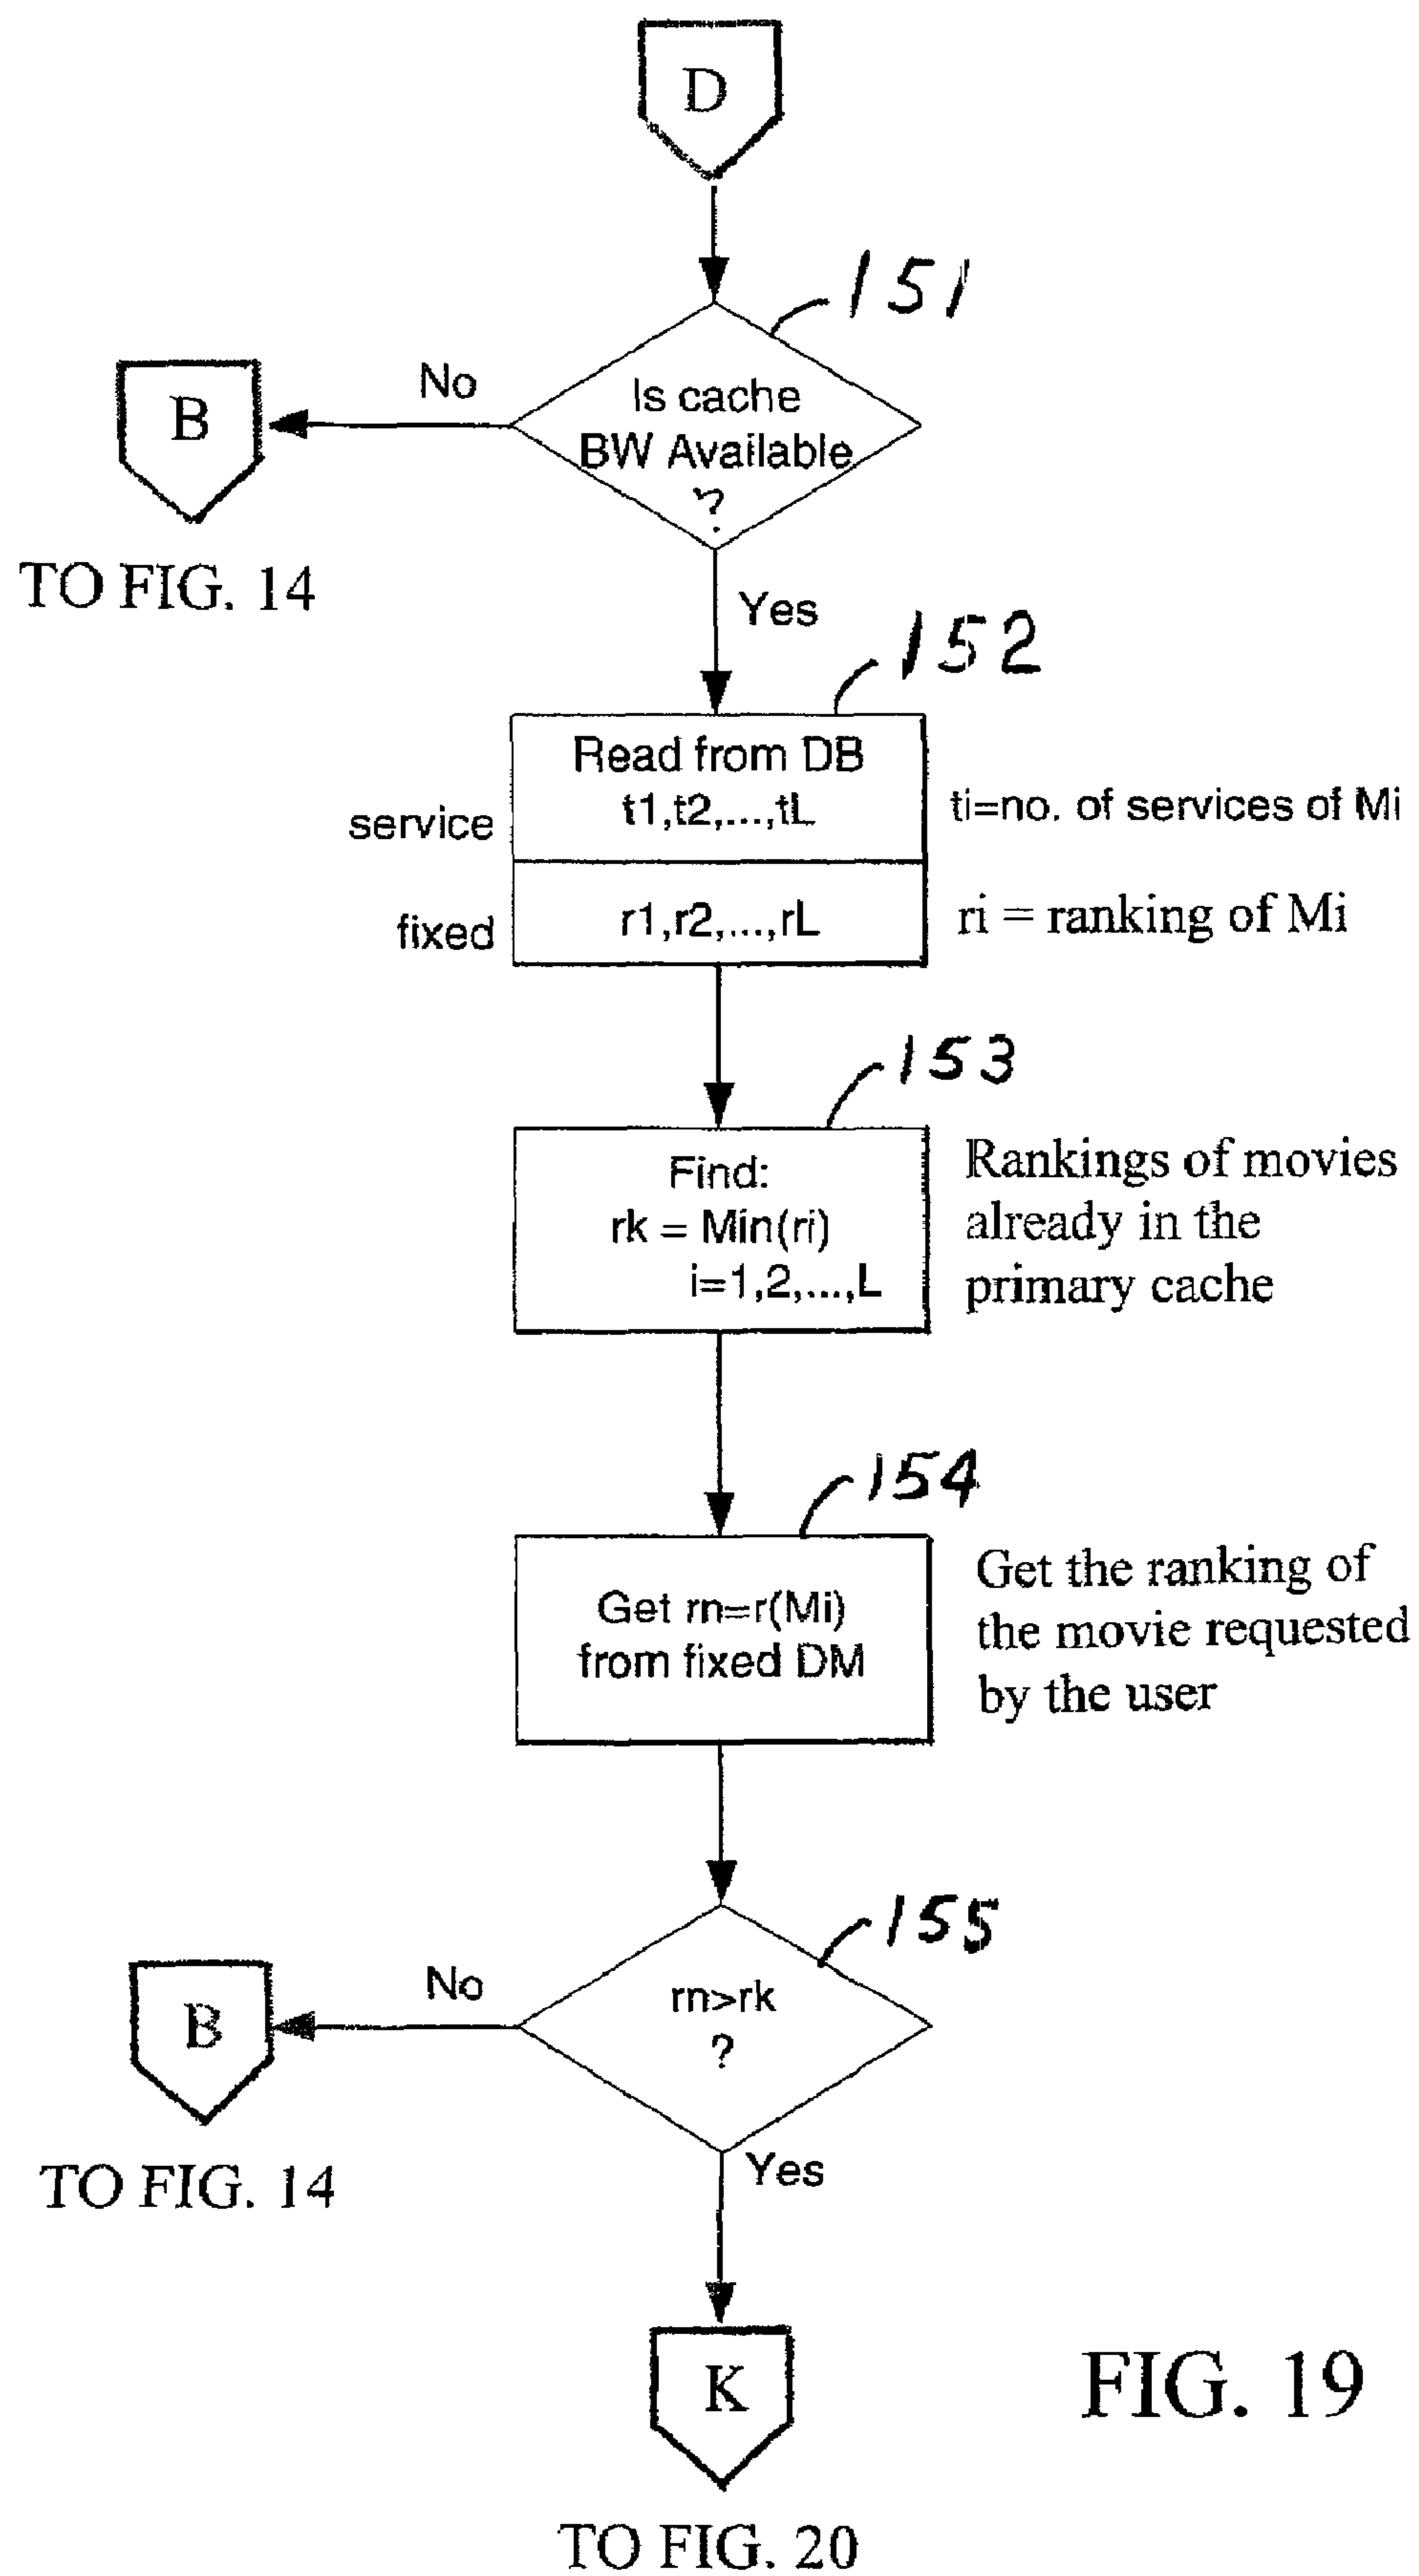 D
151
No
Is cache
BW Available
?
B
TO FIG. 14
Yes
152
Read from DB
t1,t2,...,tL
service
ti=no. of services of Mi
r1,r2,...,rL
fixed
ri = ranking of Mi
153
Find:
rk = Min(ri)
i=1,2,...,L
Rankings of movies
already in the
primary cache
154
Get rn=r(Mi)
from fixed DM
Get the ranking of
the movie requested
by the user
155
No
rn>rk
?
B
TO FIG. 14
Yes
K
FIG. 19
TO FIG. 20